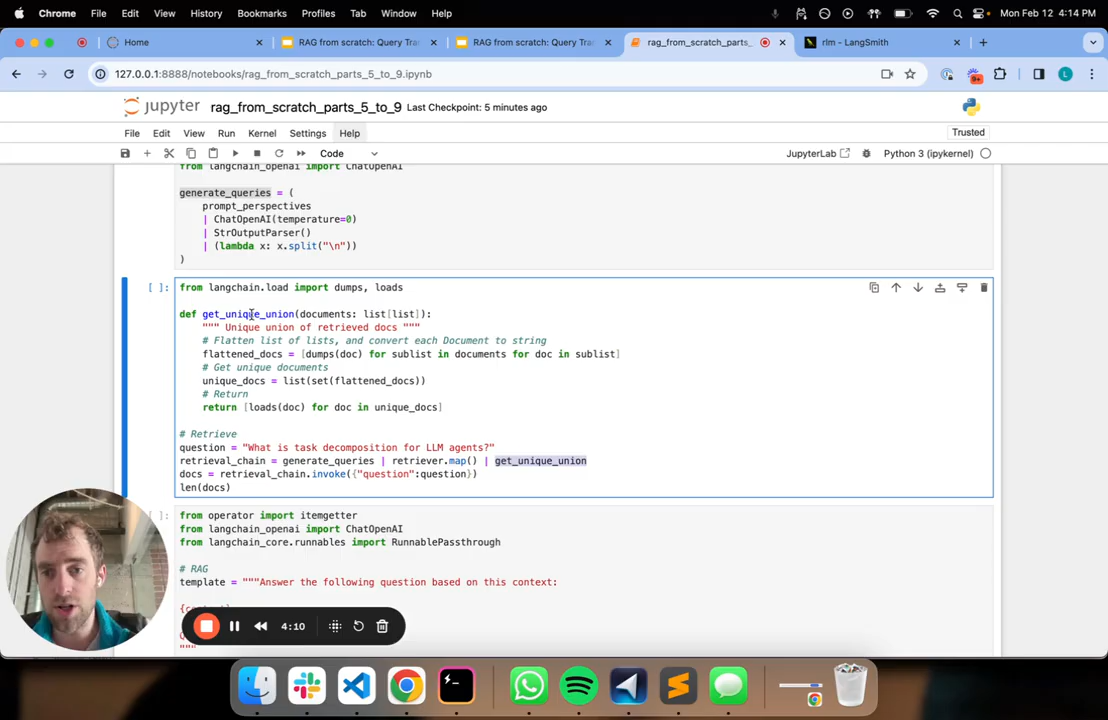 Chrome File Edit View History Bookmarks Profiles Tab Window Help Mon Feb 12 4:14 PM
Home RAG from scratch: Query Tra RAG from scratch: Query Tra rag_from_scratch_parts_5_ rlm - LangSmith
127.0.0.1:8888/notebooks/rag_from_scratch_parts_5_to_9.ipynb 9+ L
jupyter rag_from_scratch_parts_5_to_9 Last Checkpoint: 5 minutes ago
File Edit View Run Kernel Settings Help Trusted
Code JupyterLab Python 3 (ipykernel)
from langchain_openai import ChatOpenAI
generate_queries = (
prompt_perspectives
| ChatOpenAI(temperature=0)
| StrOutputParser()
| (lambda x: x.split("\n"))
)
[ ]: from langchain.load import dumps, loads
def get_unique_union(documents: list[list]):
""" Unique union of retrieved docs """
# Flatten list of lists, and convert each Document to string
flattened_docs = [dumps(doc) for sublist in documents for doc in sublist]
# Get unique documents
unique_docs = list(set(flattened_docs))
# Return
return [loads(doc) for doc in unique_docs]
# Retrieve
question = "What is task decomposition for LLM agents?"
retrieval_chain = generate_queries | retriever.map() | get_unique_union
docs = retrieval_chain.invoke({"question":question})
len(docs)
]: from operator import itemgetter
from langchain_openai import ChatOpenAI
from langchain_core.runnables import RunnablePassthrough
# RAG
template = """Answer the following question based on this context:
4:10
"""